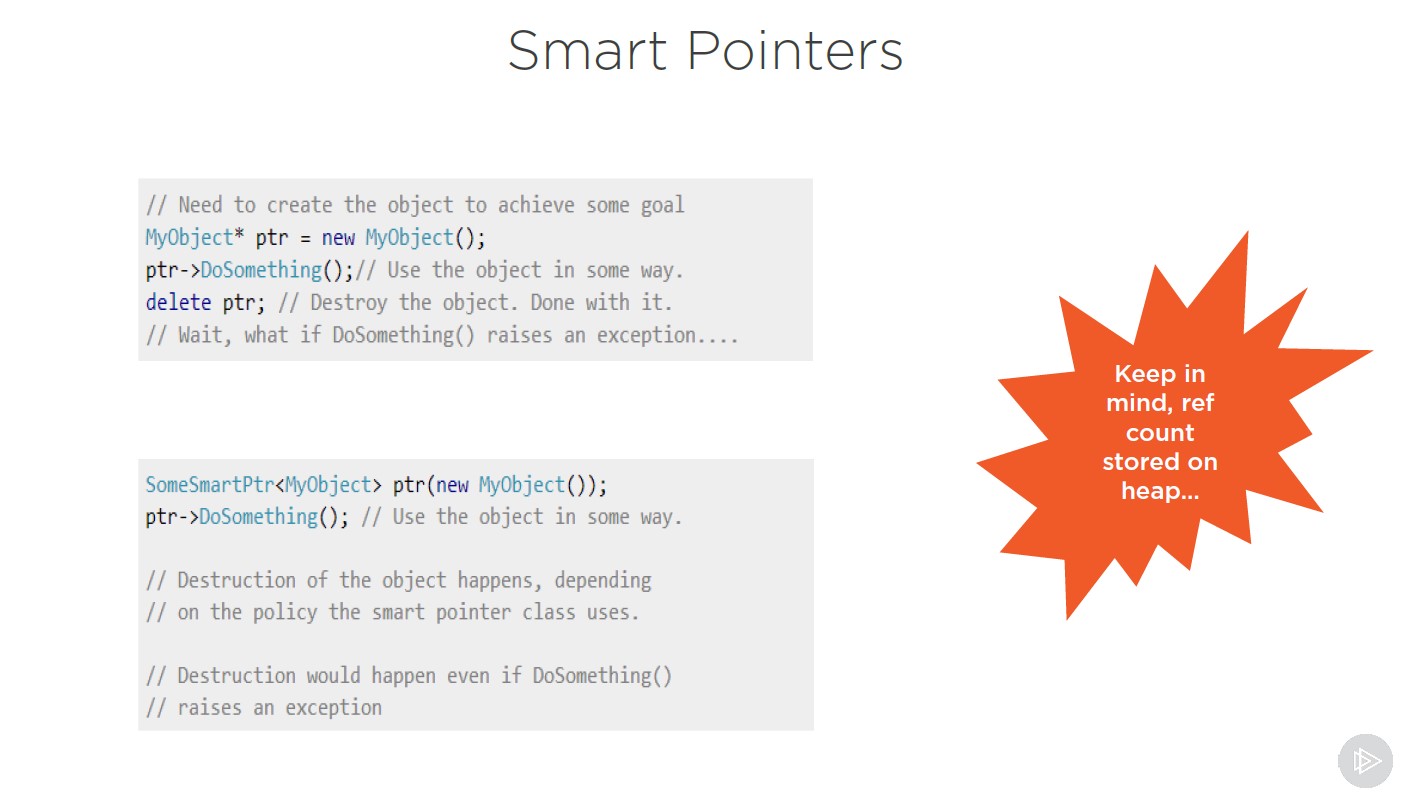 Smart Pointers
// Need to create the object to achieve some goal
MyObject* ptr = new MyObject();
ptr->DoSomething();// Use the object in some way.
delete ptr; // Destroy the object. Done with it.
// Wait, what if DoSomething() raises an exception....
SomeSmartPtr<MyObject> ptr(new MyObject());
ptr->DoSomething(); // Use the object in some way.
// Destruction of the object happens, depending
// on the policy the smart pointer class uses.
// Destruction would happen even if DoSomething()
// raises an exception
Keep in
mind, ref
count
stored on
heap...